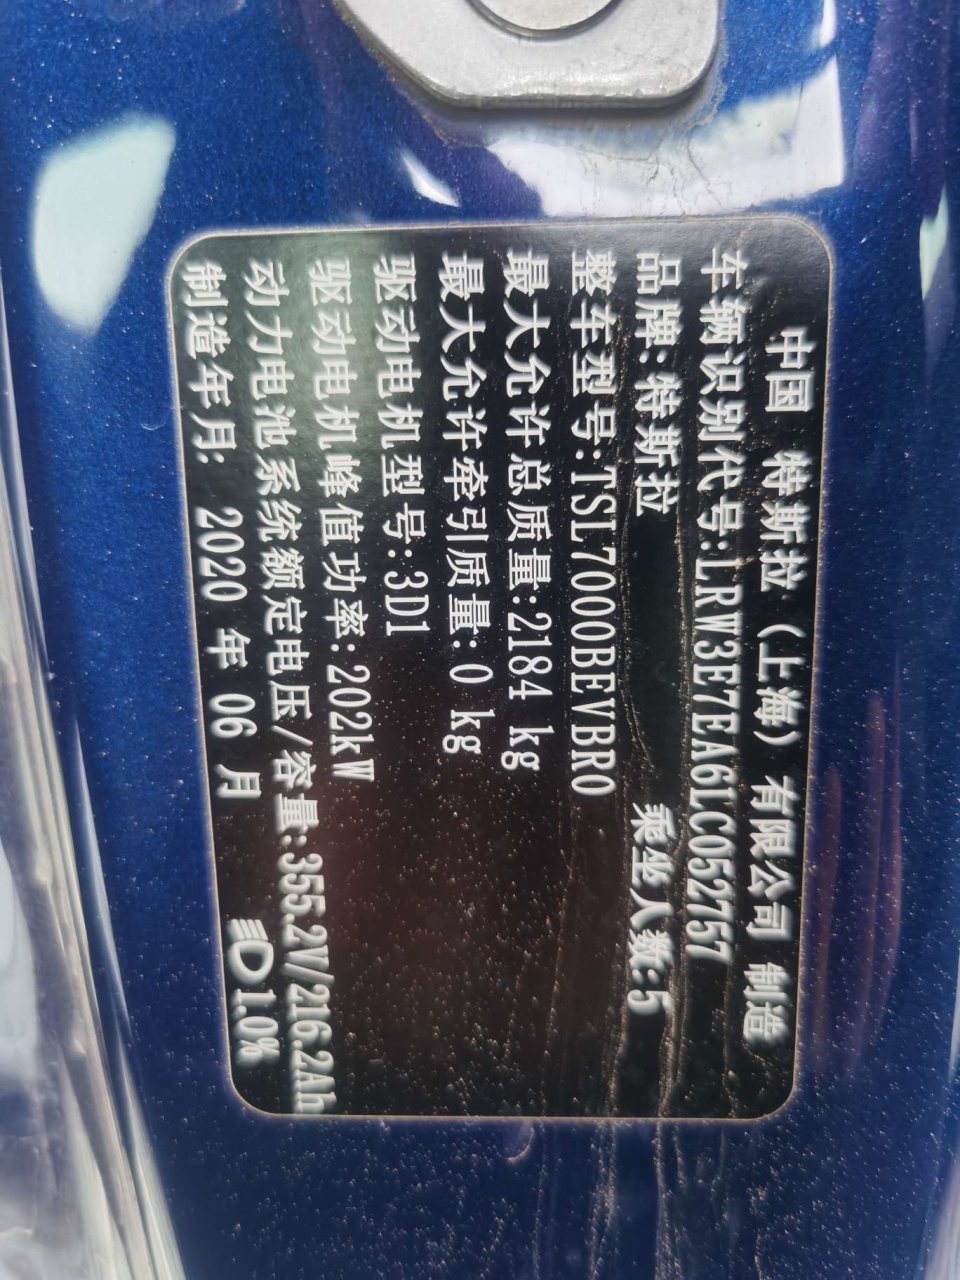 中国 特斯拉（上海）有限公司 制造
车辆识别代号:LRW3E7EA6LC052757
品牌:特斯拉 乘坐人数:5
整车型号:TSL7000BEVBR0
最大允许总质量:2184 kg
最大允许牵引质量: 0 kg
驱动电机型号:3D1
驱动电机峰值功率:202kW
动力电池系统额定电压/容量:355.2V/216.2Ah
制造年月: 2020 年 06 月 1.0%